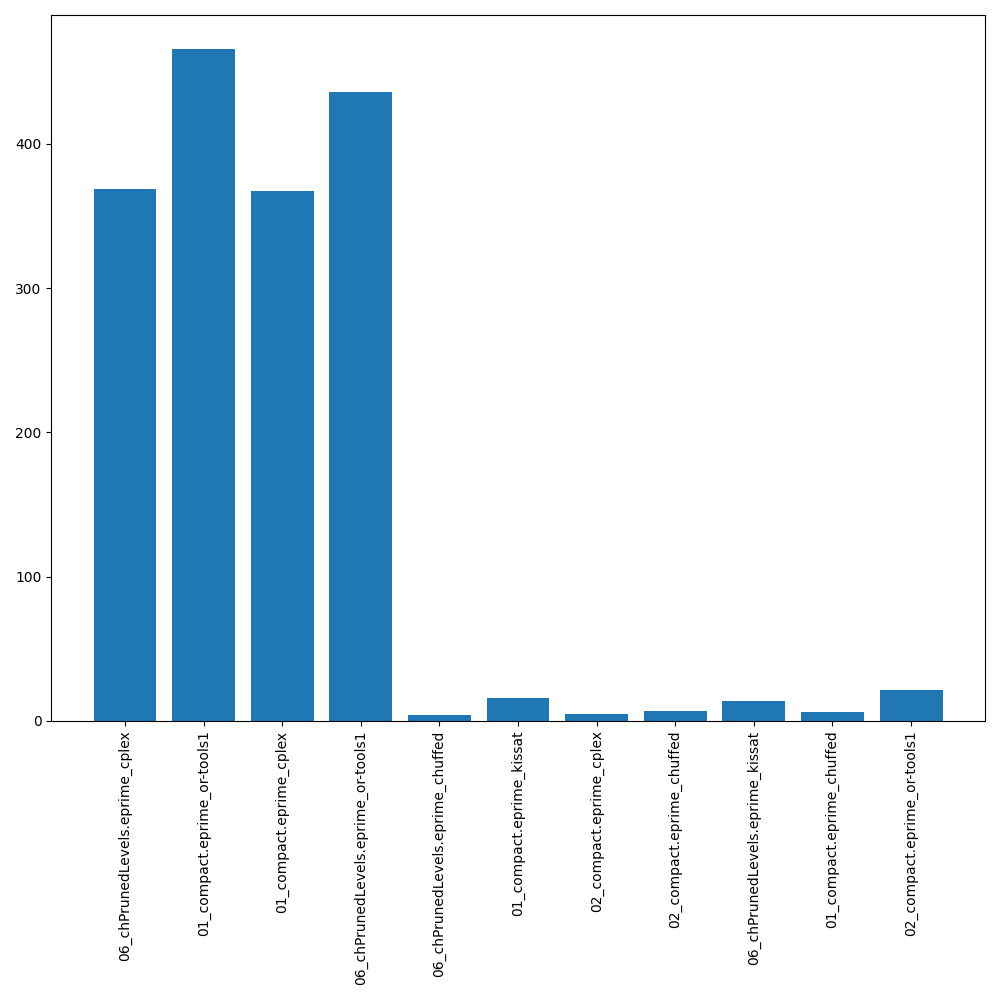 400
300
200
100
0
06_chPrunedLevels.eprime_cplex
01_compact.eprime_or-tools1
01_compact.eprime_cplex
06_chPrunedLevels.eprime_or-tools1
06_chPrunedLevels.eprime_chuffed
01_compact.eprime_kissat
02_compact.eprime_cplex
02_compact.eprime_chuffed
06_chPrunedLevels.eprime_kissat
01_compact.eprime_chuffed
02_compact.eprime_or-tools1